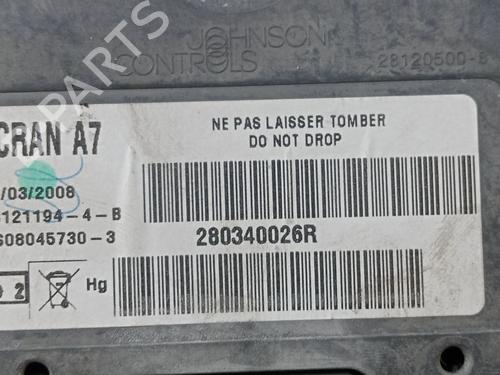 JOHNSON
CONTROLS
28120500-B
CRAN A7
NE PAS LAISSER TOMBER
DO NOT DROP
/03/2008
121194-4-B
608045730-3
280340026R
2
Hg
B-PARTS